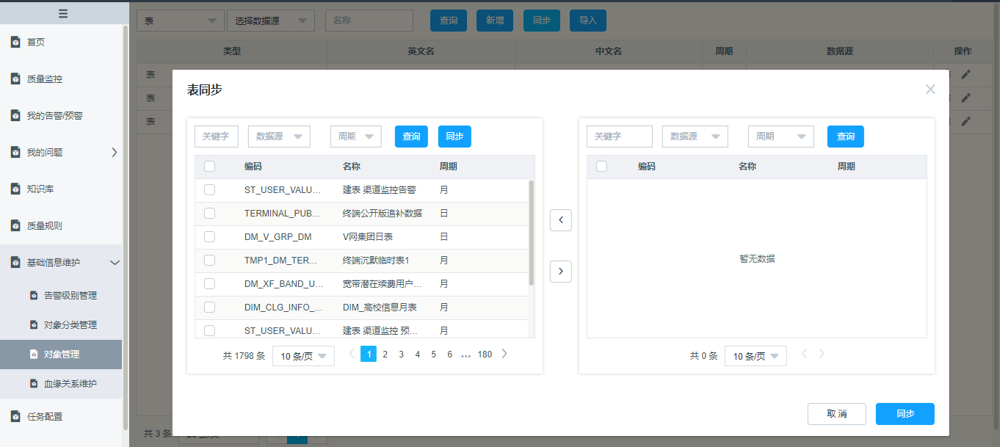 首页
质量监控
我的告警/预警
我的问题
知识库
质量规则
基础信息维护
告警级别管理
对象分类管理
对象管理
血缘关系维护
任务配置
表 选择数据源 名称 查询 新增 同步 导入
类型 英文名 中文名 周期 数据源 操作
表
表
表
共 3 条
表同步
关键字 数据源 周期 查询 同步
编码 名称 周期
ST_USER_VALU... 建表 渠道监控告警 月
TERMINAL_PUB... 终端公开版追补数据 日
DM_V_GRP_DM V网集团日表 日
TMP1_DM_TER... 终端沉默临时表1 月
DM_XF_BAND_U... 宽带潜在续费用户... 月
DIM_CLG_INFO_... DIM_高校信息月表 月
ST_USER_VALU... 建表 渠道监控 预... 月
共 1798 条 10 条/页 1 2 3 4 5 6 ... 180
关键字 数据源 周期 查询
编码 名称 周期
暂无数据
共 0 条 10 条/页
取消 同步